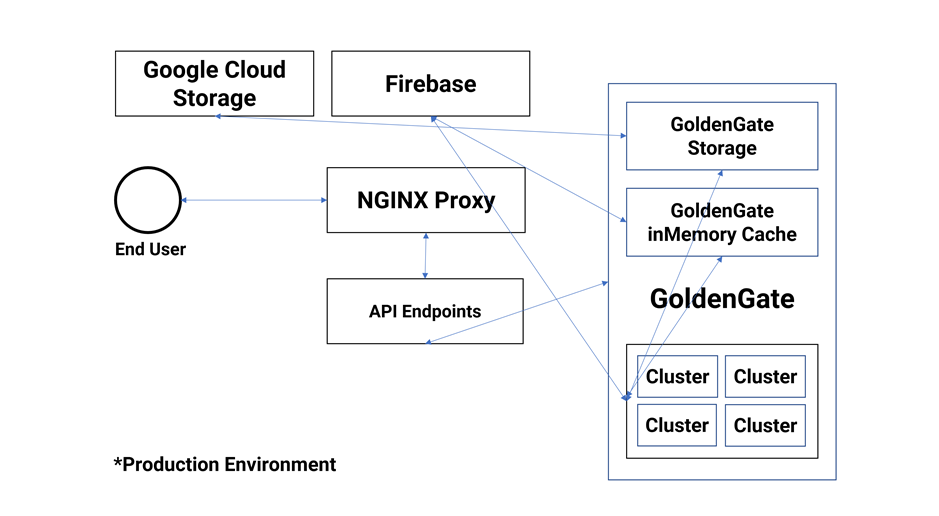 Google Cloud
Storage
Firebase
GoldenGate
Storage
NGINX Proxy
GoldenGate
inMemory Cache
End User
API Endpoints
GoldenGate
Cluster
Cluster
Cluster
Cluster
*Production Environment